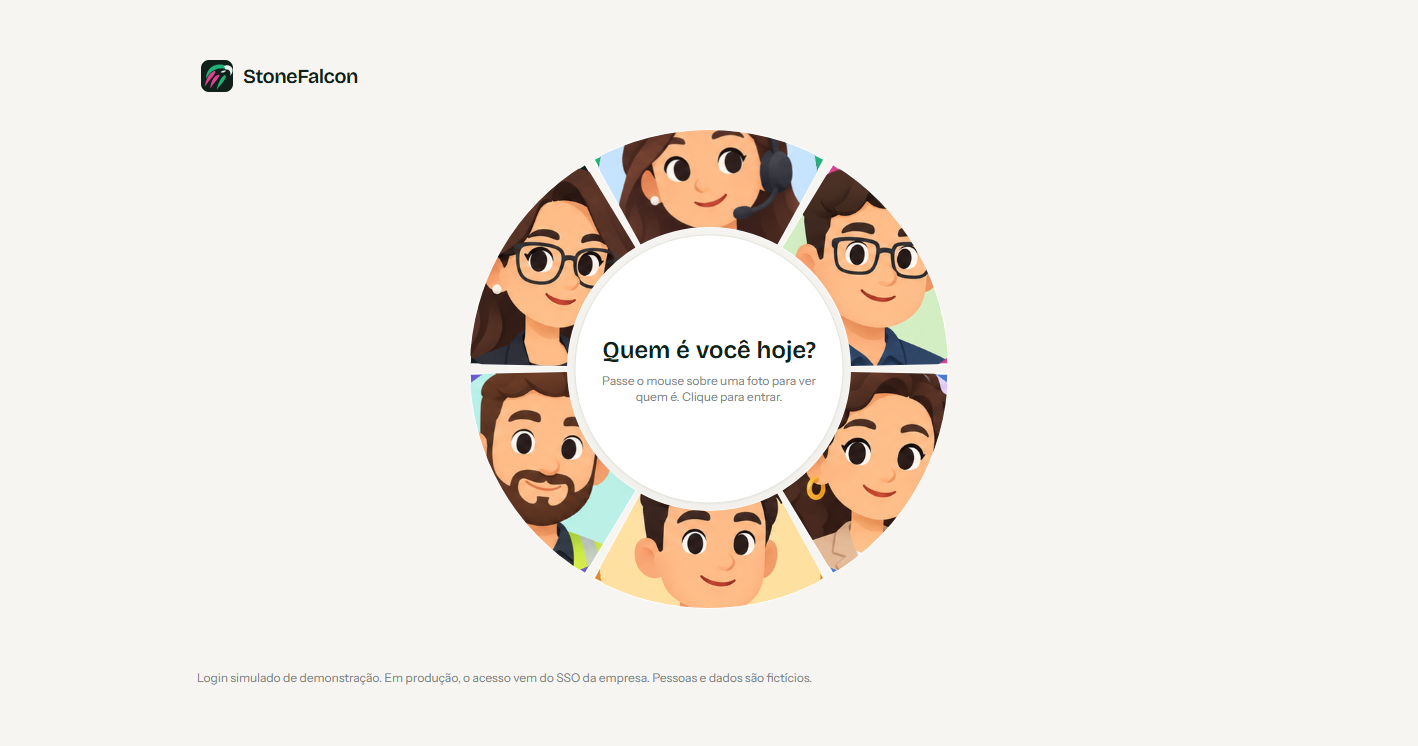 StoneFalcon
Quem é você hoje?
Passe o mouse sobre uma foto para ver
quem é. Clique para entrar.
Login simulado de demonstração. Em produção, o acesso vem do SSO da empresa. Pessoas e dados são fictícios.